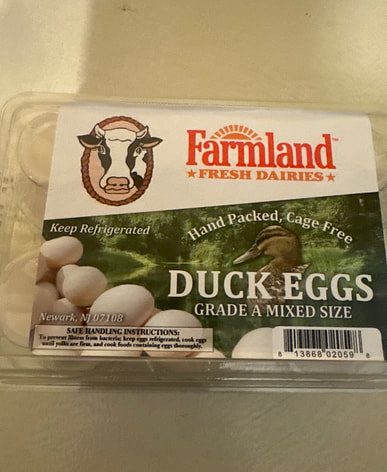 Farmland™
★FRESH DAIRIES★
Keep Refrigerated
Hand Packed, Cage Free
DUCK EGGS
GRADE A MIXED SIZE
Newark, NJ 07108
SAFE HANDLING INSTRUCTIONS:
To prevent illness from bacteria: keep eggs refrigerated, cook eggs
until yolks are firm, and cook foods containing eggs thoroughly.
8 13868 02059 8